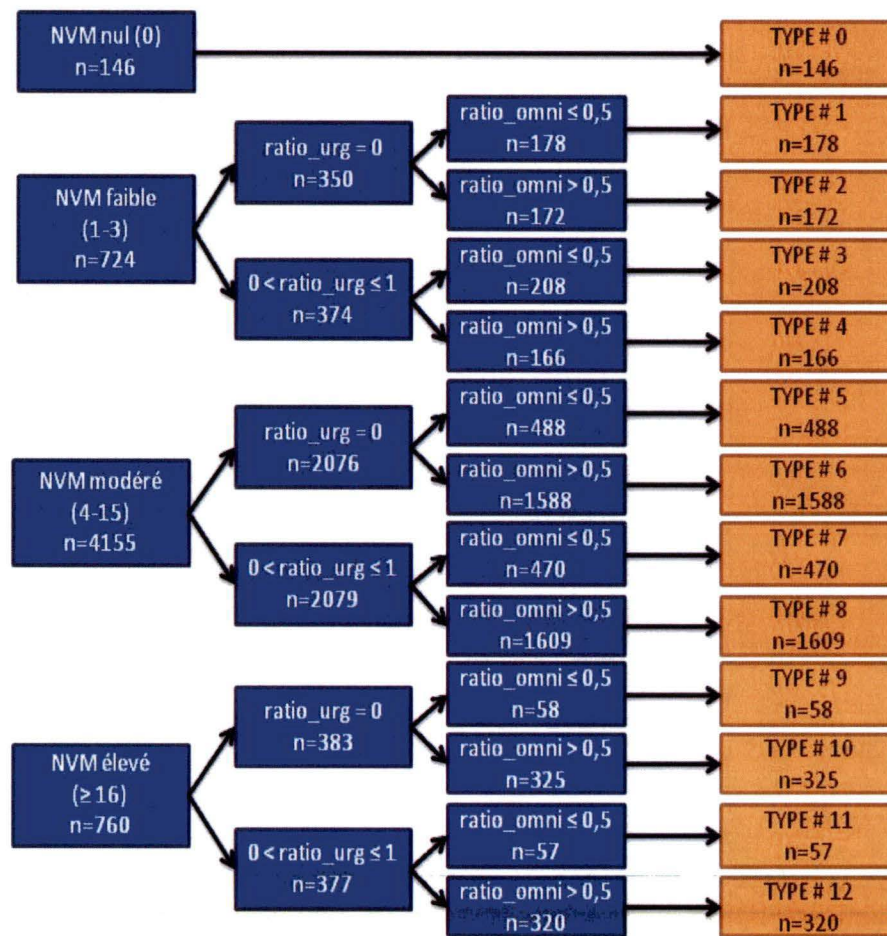 NVM nul (0)
n=146
TYPE # 0
n=146
NVM faible
(1-3)
n=724
ratio_urg = 0
n=350
ratio_omni ≤ 0,5
n=178
TYPE # 1
n=178
ratio_omni > 0,5
n=172
TYPE # 2
n=172
0 < ratio_urg ≤ 1
n=374
ratio_omni ≤ 0,5
n=208
TYPE # 3
n=208
ratio_omni > 0,5
n=166
TYPE # 4
n=166
NVM modéré
(4-15)
n=4155
ratio_urg = 0
n=2076
ratio_omni ≤ 0,5
n=488
TYPE # 5
n=488
ratio_omni > 0,5
n=1588
TYPE # 6
n=1588
0 < ratio_urg ≤ 1
n=2079
ratio_omni ≤ 0,5
n=470
TYPE # 7
n=470
ratio_omni > 0,5
n=1609
TYPE # 8
n=1609
NVM élevé
(≥ 16)
n=760
ratio_urg = 0
n=383
ratio_omni ≤ 0,5
n=58
TYPE # 9
n=58
ratio_omni > 0,5
n=325
TYPE # 10
n=325
0 < ratio_urg ≤ 1
n=377
ratio_omni ≤ 0,5
n=57
TYPE # 11
n=57
ratio_omni > 0,5
n=320
TYPE # 12
n=320